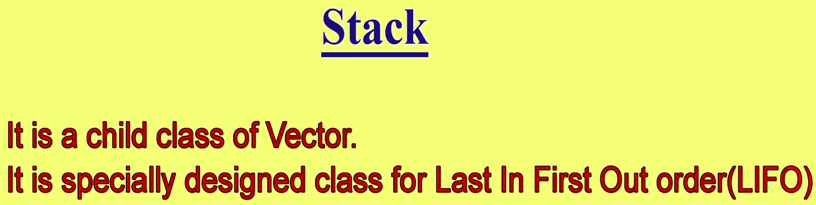 Stack
It is a child class of Vector.
It is specially designed class for Last In First Out order(LIFO)